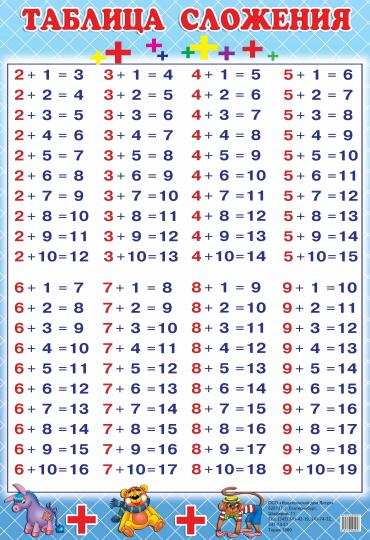 ТАБЛИЦА СЛОЖЕНИЯ
2 + 1 = 3 3 + 1 = 4 4 + 1 = 5 5 + 1 = 6
2 + 2 = 4 3 + 2 = 5 4 + 2 = 6 5 + 2 = 7
2 + 3 = 5 3 + 3 = 6 4 + 3 = 7 5 + 3 = 8
2 + 4 = 6 3 + 4 = 7 4 + 4 = 8 5 + 4 = 9
2 + 5 = 7 3 + 5 = 8 4 + 5 = 9 5 + 5 = 10
2 + 6 = 8 3 + 6 = 9 4 + 6 = 10 5 + 6 = 11
2 + 7 = 9 3 + 7 = 10 4 + 7 = 11 5 + 7 = 12
2 + 8 = 10 3 + 8 = 11 4 + 8 = 12 5 + 8 = 13
2 + 9 = 11 3 + 9 = 12 4 + 9 = 13 5 + 9 = 14
2 + 10 = 12 3 + 10 = 13 4 + 10 = 14 5 + 10 = 15
6 + 1 = 7 7 + 1 = 8 8 + 1 = 9 9 + 1 = 10
6 + 2 = 8 7 + 2 = 9 8 + 2 = 10 9 + 2 = 11
6 + 3 = 9 7 + 3 = 10 8 + 3 = 11 9 + 3 = 12
6 + 4 = 10 7 + 4 = 11 8 + 4 = 12 9 + 4 = 13
6 + 5 = 11 7 + 5 = 12 8 + 5 = 13 9 + 5 = 14
6 + 6 = 12 7 + 6 = 13 8 + 6 = 14 9 + 6 = 15
6 + 7 = 13 7 + 7 = 14 8 + 7 = 15 9 + 7 = 16
6 + 8 = 14 7 + 8 = 15 8 + 8 = 16 9 + 8 = 17
6 + 9 = 15 7 + 9 = 16 8 + 9 = 17 9 + 9 = 18
6 + 10 = 16 7 + 10 = 17 8 + 10 = 18 9 + 10 = 19